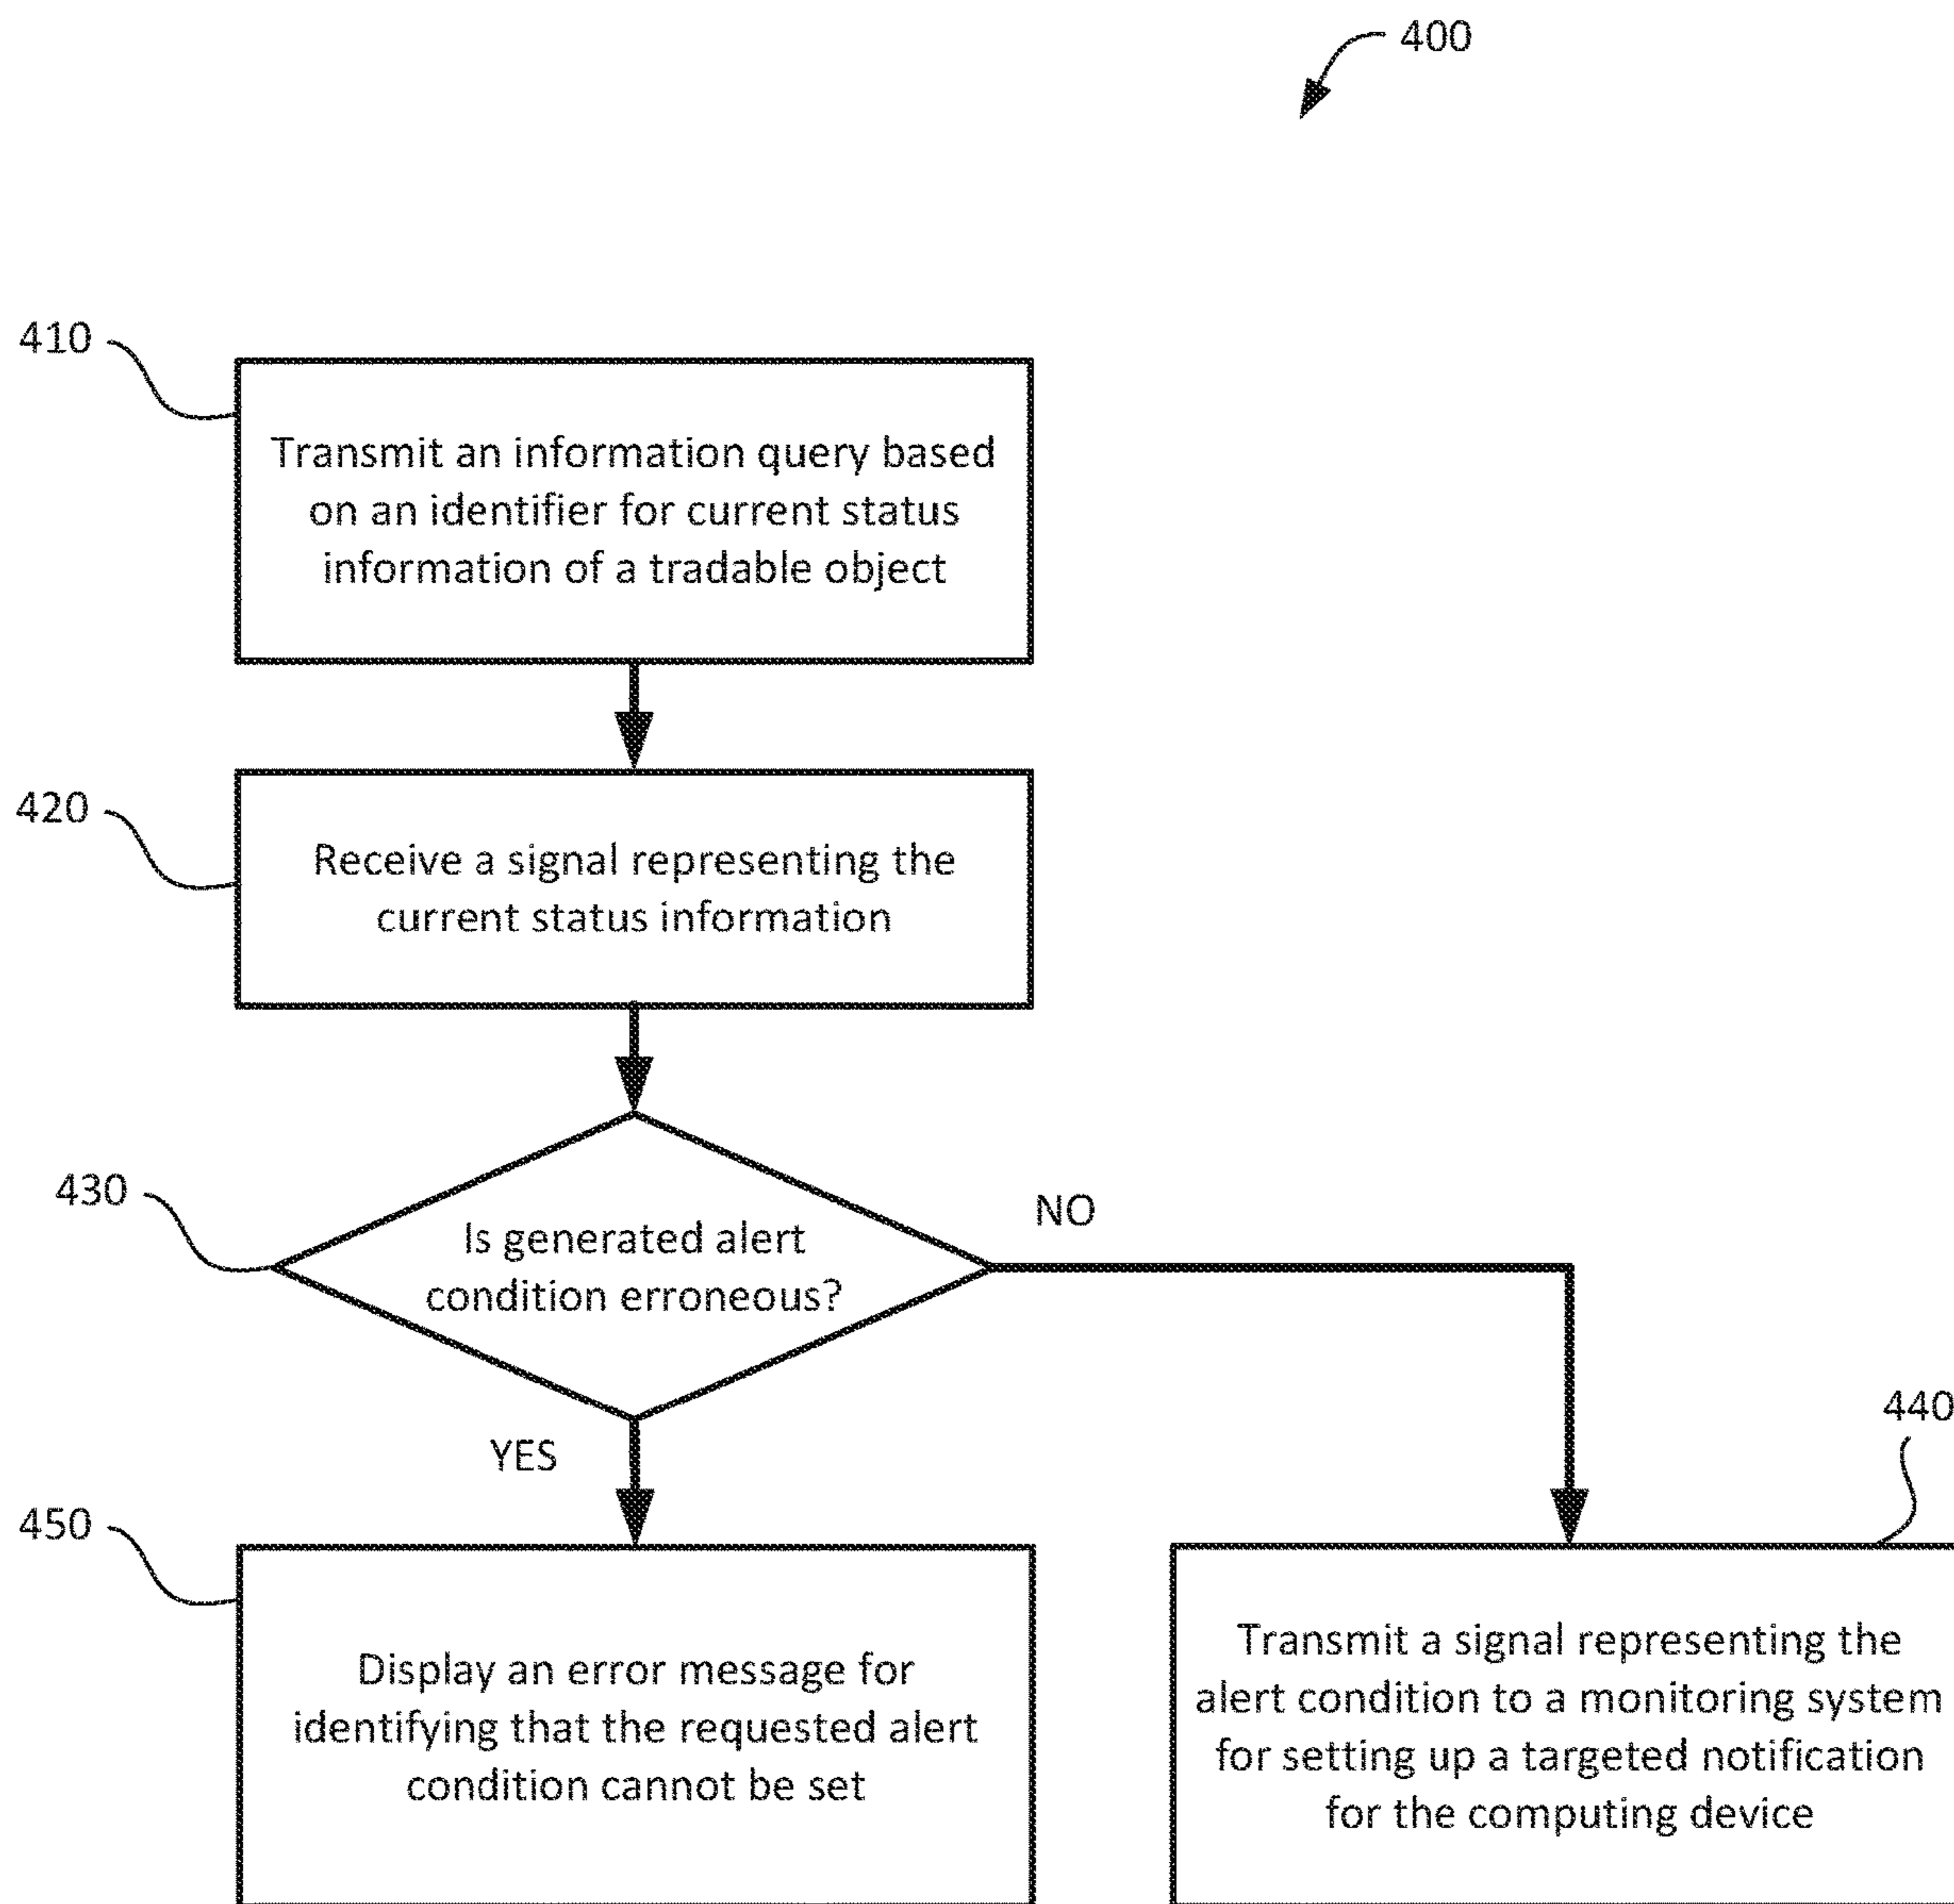 400
410
Transmit an information query based
on an identifier for current status
information of a tradable object
420
Receive a signal representing the
current status information
430
Is generated alert
condition erroneous?
NO
YES
440
450
Display an error message for
identifying that the requested alert
condition cannot be set
Transmit a signal representing the
alert condition to a monitoring system
for setting up a targeted notification
for the computing device